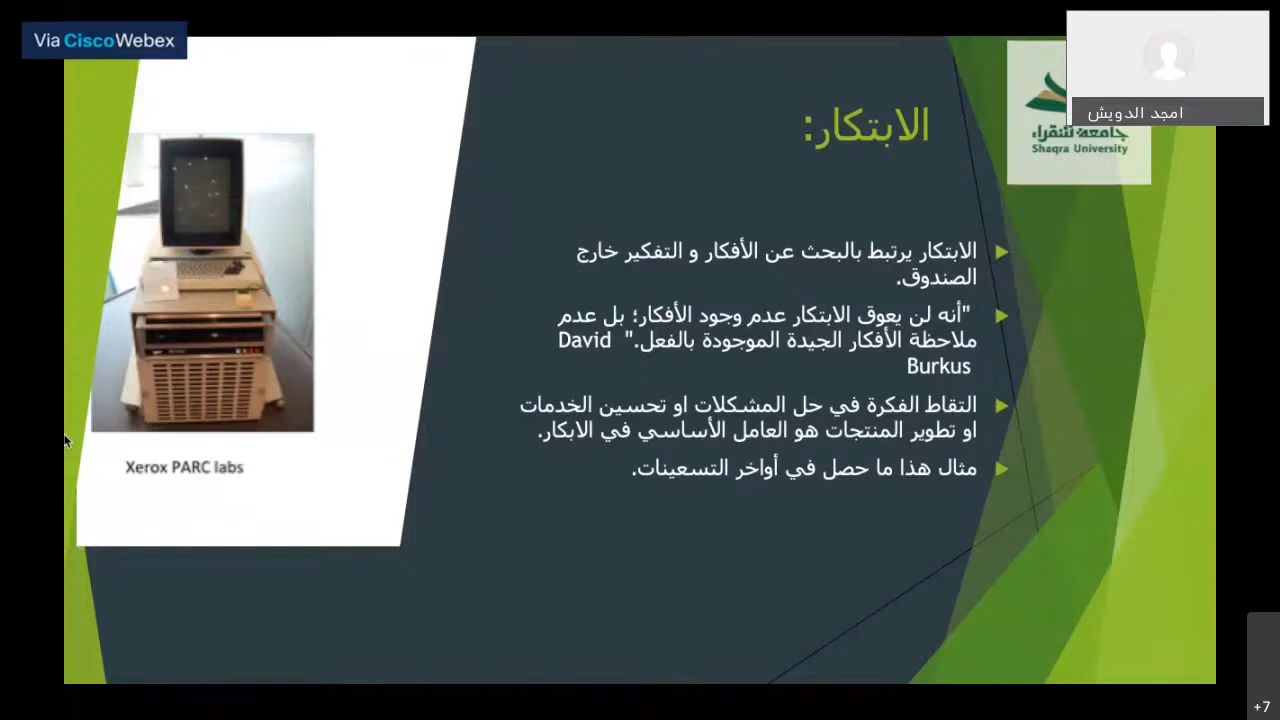 Via CiscoWebex
امجد الدويش
جامعة شقراء
Shaqra University
الابتكار:
الابتكار يرتبط بالبحث عن الأفكار و التفكير خارج
الصندوق.
"أنه لن يعوق الابتكار عدم وجود الأفكار؛ بل عدم
ملاحظة الأفكار الجيدة الموجودة بالفعل." David
Burkus
التقاط الفكرة في حل المشكلات او تحسين الخدمات
او تطوير المنتجات هو العامل الأساسي في الابكار.
مثال هذا ما حصل في أواخر التسعينات.
Xerox PARC labs
+7